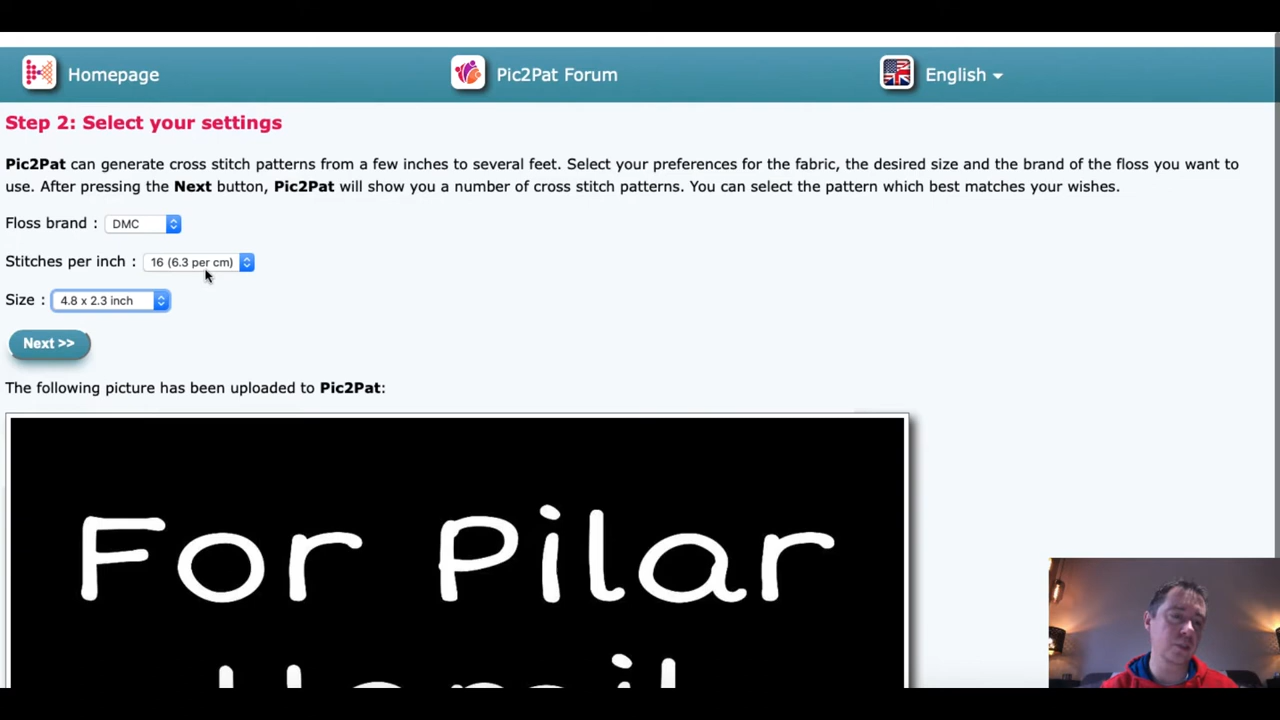 Homepage
Pic2Pat Forum
English
Step 2: Select your settings
Pic2Pat can generate cross stitch patterns from a few inches to several feet. Select your preferences for the fabric, the desired size and the brand of the floss you want to
use. After pressing the Next button, Pic2Pat will show you a number of cross stitch patterns. You can select the pattern which best matches your wishes.
Floss brand : DMC
Stitches per inch : 16 (6.3 per cm)
Size : 4.8 x 2.3 inch
Next >>
The following picture has been uploaded to Pic2Pat:
For Pilar